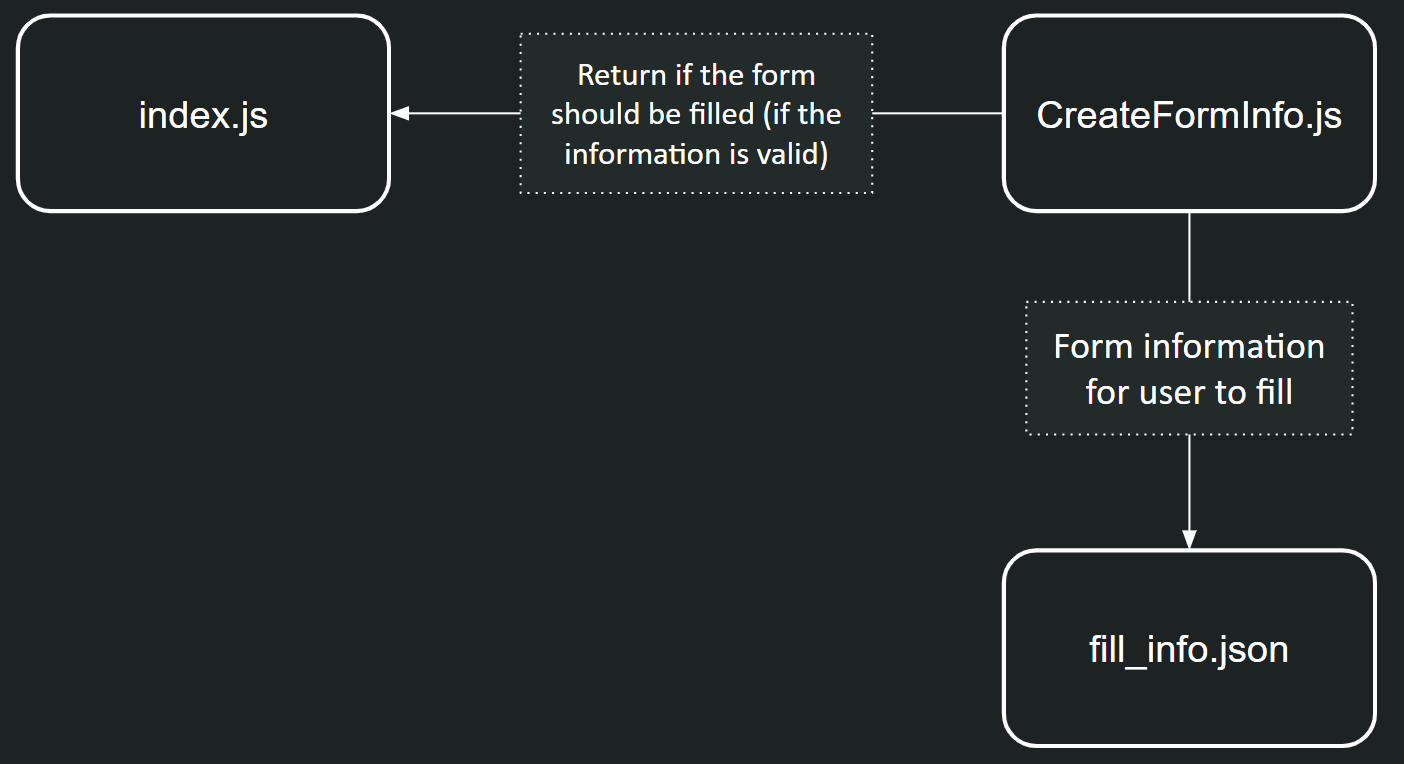 index.js
Return if the form
should be filled (if the
information is valid)
CreateFormInfo.js
Form information
for user to fill
fill_info.json